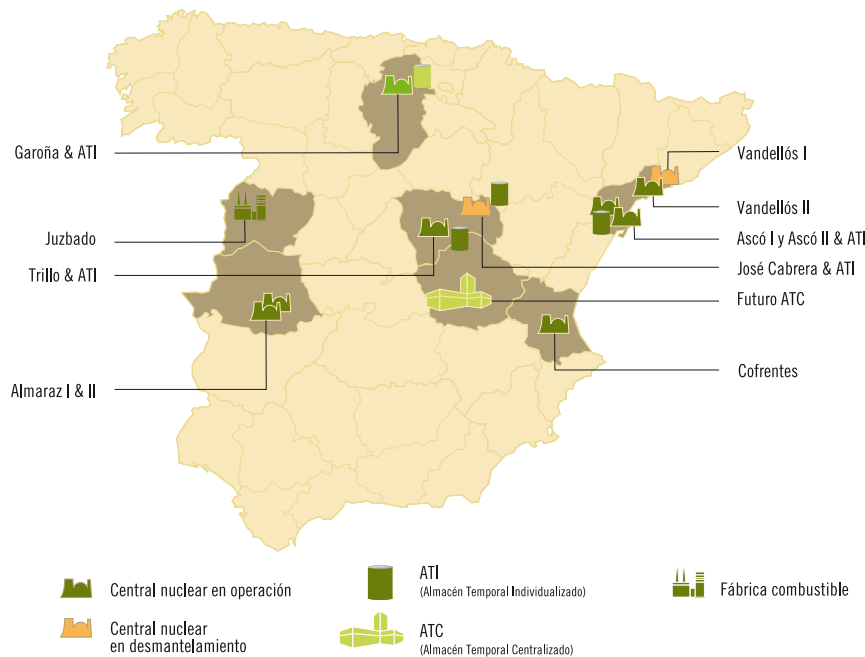 Garoña & ATI
Juzbado
Trillo & ATI
Almaraz I & II
Vandellós I
Vandellós II
Ascó I y Ascó II & ATI
José Cabrera & ATI
Futuro ATC
Cofrentes
Central nuclear en operación
Central nuclear
en desmantelamiento
ATI
(Almacén Temporal Individualizado)
ATC
(Almacén Temporal Centralizado)
Fábrica combustible